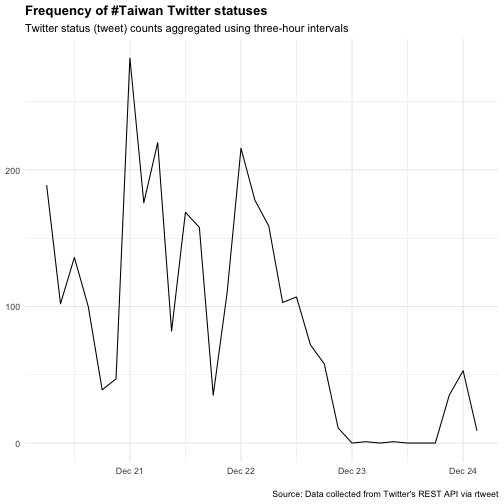 Frequency of #Taiwan Twitter statuses
Twitter status (tweet) counts aggregated using three-hour intervals
200
100
0
Dec 21 Dec 22 Dec 23 Dec 24
Source: Data collected from Twitter's REST API via rtweet